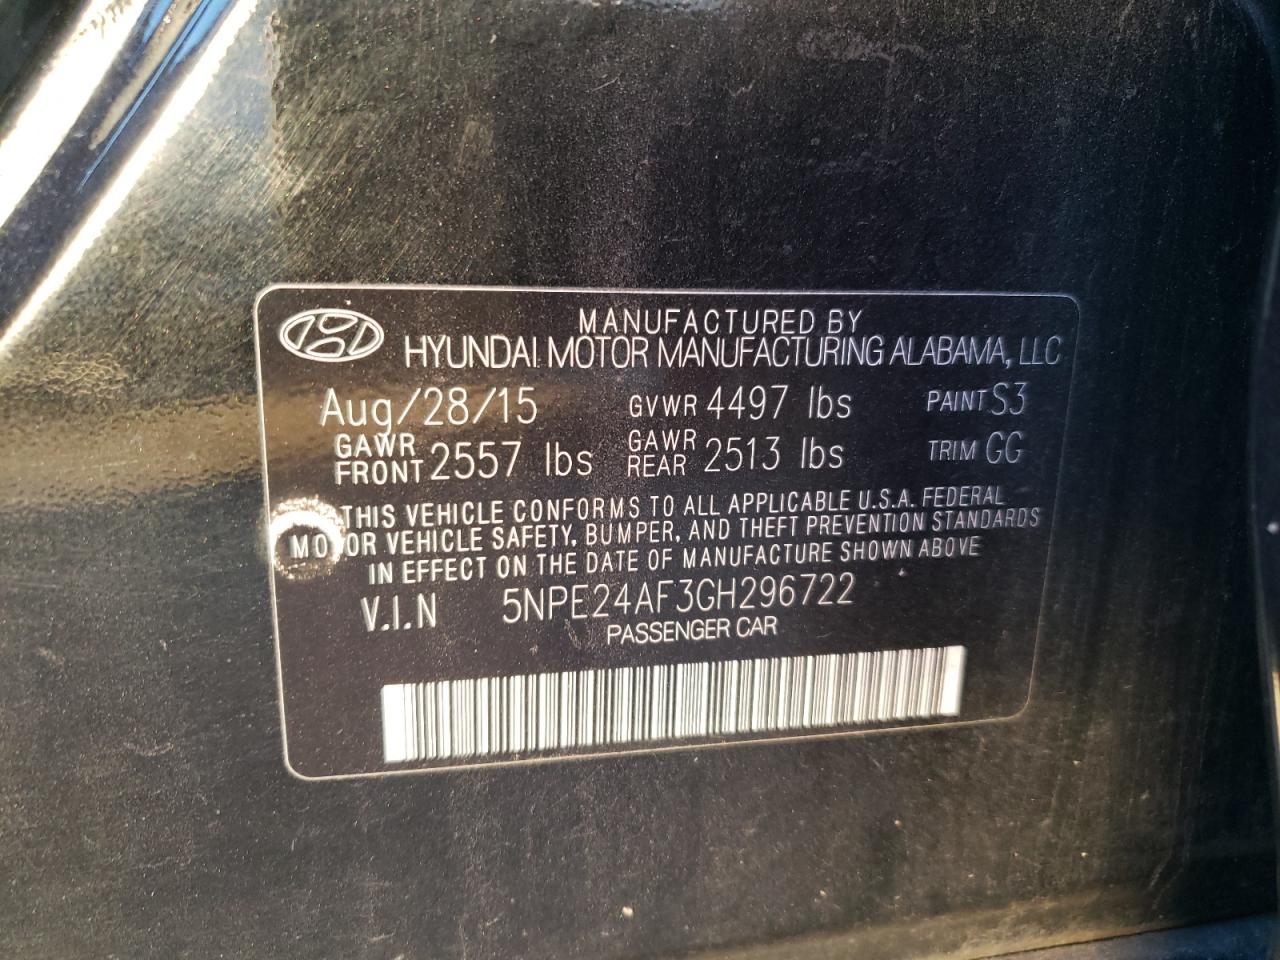 MANUFACTURED BY
HYUNDAI MOTOR MANUFACTURING ALABAMA, LLC
Aug/28/15 GVWR 4497 lbs PAINT S3
GAWR FRONT 2557 lbs GAWR REAR 2513 lbs TRIM GG
THIS VEHICLE CONFORMS TO ALL APPLICABLE U.S.A. FEDERAL
MOTOR VEHICLE SAFETY, BUMPER, AND THEFT PREVENTION STANDARDS
IN EFFECT ON THE DATE OF MANUFACTURE SHOWN ABOVE
V.I.N 5NPE24AF3GH296722
PASSENGER CAR